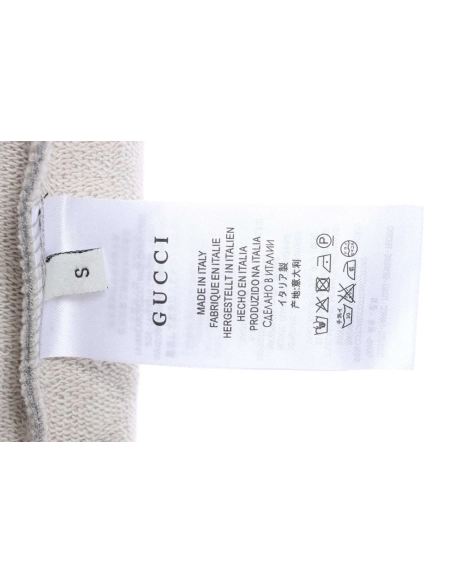 S
GUCCI
MADE IN ITALY
FABRIQUÉ EN ITALIE
HERGESTELLT IN ITALIEN
HECHO EN ITALIA
PRODUZIDO NA ITALIA
СДЕЛАНО В ИТАЛИИ
イタリア製
产地:意大利
P